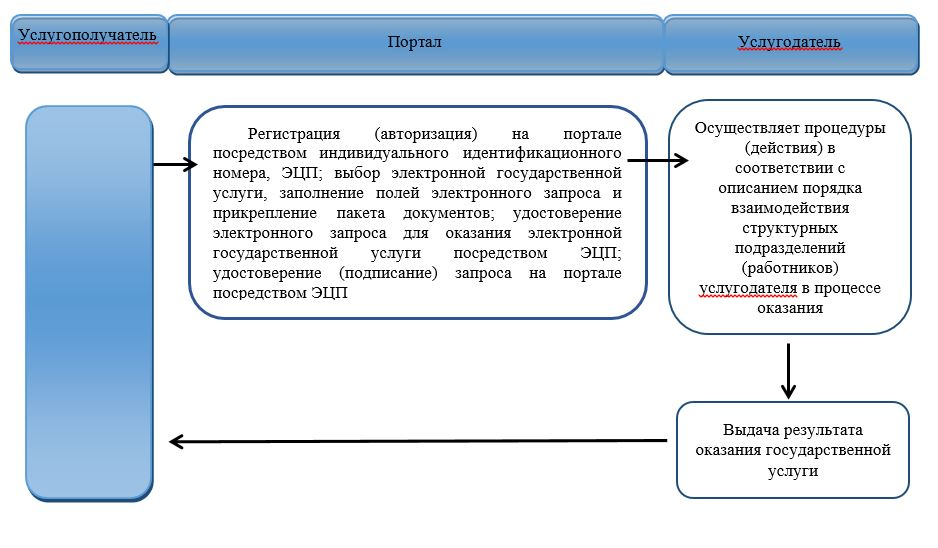 Услугополучатель
Портал
Услугодатель
Регистрация (авторизация) на портале
посредством индивидуального идентификационного
номера, ЭЦП; выбор электронной государственной
услуги, заполнение полей электронного запроса и
прикрепление пакета документов; удостоверение
электронного запроса для оказания электронной
государственной услуги посредством ЭЦП;
удостоверение (подписание) запроса на портале
посредством ЭЦП
Осуществляет процедуры
(действия) в
соответствии с
описанием порядка
взаимодействия
структурных
подразделений
(работников)
услугодателя в процессе
оказания
Выдача результата
оказания государственной
услуги